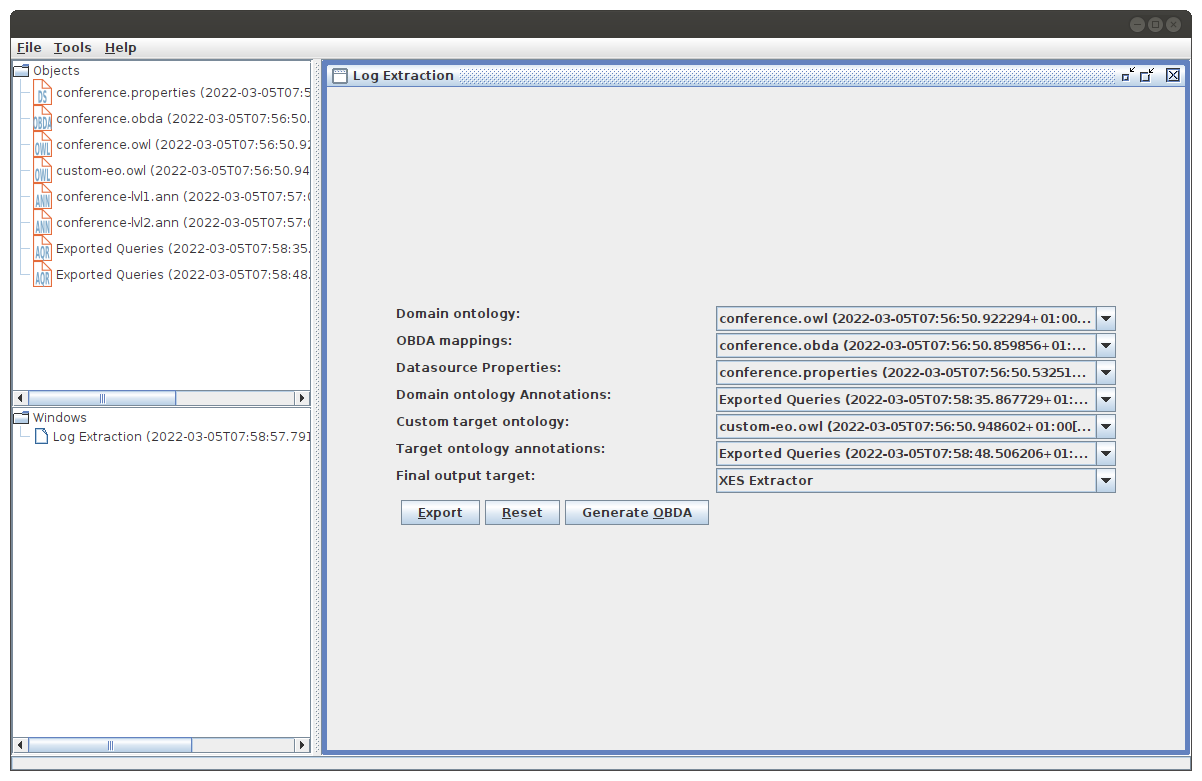 File Tools Help
Objects
DS conference.properties (2022-03-05T07:5
OBDA conference.obda (2022-03-05T07:56:50.
OWL conference.owl (2022-03-05T07:56:50.92
OWL custom-eo.owl (2022-03-05T07:56:50.94
ANN conference-lvl1.ann (2022-03-05T07:57:0
ANN conference-lvl2.ann (2022-03-05T07:57:0
AQR Exported Queries (2022-03-05T07:58:35.
AQR Exported Queries (2022-03-05T07:58:48.
Windows
Log Extraction (2022-03-05T07:58:57.791
Log Extraction
Domain ontology: conference.owl (2022-03-05T07:56:50.922294+01:00...
OBDA mappings: conference.obda (2022-03-05T07:56:50.859856+01:...
Datasource Properties: conference.properties (2022-03-05T07:56:50.53251...
Domain ontology Annotations: Exported Queries (2022-03-05T07:58:35.867729+01:...
Custom target ontology: custom-eo.owl (2022-03-05T07:56:50.948602+01:00[...
Target ontology annotations: Exported Queries (2022-03-05T07:58:48.506206+01:...
Final output target: XES Extractor
Export Reset Generate OBDA